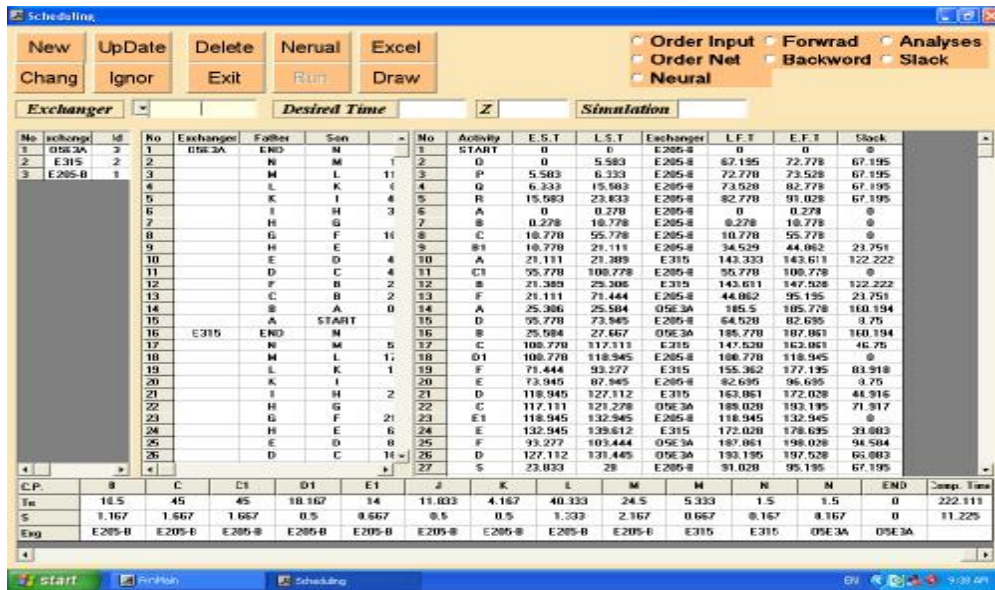 Scheduling
New UpDate Delete Nerual Excel
Chang Ignor Exit Run Draw
Order Input Forwrad Analyses
Order Net Backword Slack
Neural
Exchanger Desired Time Z Simulation
No Id No Exchanger Father Son No Activity E.S.T L.S.T Exchanger L.F.T E.F.T Slack
1 05E3A 3 1 05E3A END N 1 START 0 0 E205-B 0 0 0
2 E315 2 2 N M 2 O 0 5.583 E205-B 67.195 72.778 67.195
3 E205-B 1 3 M L 3 P 5.583 6.333 E205-B 72.778 73.528 67.195
4 L K 4 Q 6.333 15.583 E205-B 73.528 82.778 67.195
5 K I 5 R 15.583 23.833 E205-B 82.778 91.028 67.195
6 I H 6 A 0 0.278 E205-B 0 0.278 0
7 H G 7 B 0.278 10.778 E205-B 0.278 10.778 0
8 G F 8 C 10.778 55.778 E205-B 10.778 55.778 0
9 H E 9 B1 10.778 21.111 E205-B 34.529 44.862 23.751
10 E D 10 A 21.111 21.389 E315 143.333 143.611 122.222
11 D C 11 C1 55.778 100.778 E205-B 55.778 100.778 0
12 F B 12 B 21.389 25.306 E315 143.611 147.528 122.222
13 C B 13 F 21.111 71.444 E205-B 44.862 95.195 23.751
14 B A 14 A 25.306 25.584 05E3A 185.5 185.778 160.194
15 A START 15 D 55.778 73.945 E205-B 64.528 82.695 8.75
16 E315 END N 16 B 25.584 27.667 05E3A 185.778 187.861 160.194
17 N M 17 C 100.778 117.111 E315 147.528 163.861 46.75
18 M L 18 D1 100.778 118.945 E205-B 100.778 118.945 0
19 L K 19 F 71.444 93.277 E315 155.362 177.195 83.918
20 K I 20 E 73.945 87.945 E205-B 82.695 96.695 8.75
21 I H 21 D 118.945 127.112 E315 163.861 172.028 44.916
22 H G 22 C 117.111 121.278 05E3A 189.028 193.195 71.917
23 G F 23 E1 118.945 132.945 E205-B 118.945 132.945 0
24 H E 24 E 132.945 139.612 E315 172.028 178.695 39.083
25 E D 25 F 93.277 103.444 05E3A 187.861 198.028 94.584
26 D C 26 D 127.112 131.445 05E3A 193.195 197.528 66.083
27 S 23.833 28 E205-B 91.028 95.195 67.195
C.P. B C C1 D1 E1 J K L M M N N END Comp. Time
Tn 10.5 45 45 18.167 14 11.833 4.167 40.333 24.5 5.333 1.5 1.5 0 222.111
S 1.167 1.667 1.667 0.5 0.667 0.5 0.5 1.333 2.167 0.667 0.167 0.167 0 11.225
Exg E205-B E205-B E205-B E205-B E205-B E205-B E205-B E205-B E205-B E315 E315 05E3A 05E3A
start FrmMain Scheduling EN 9:38 AM